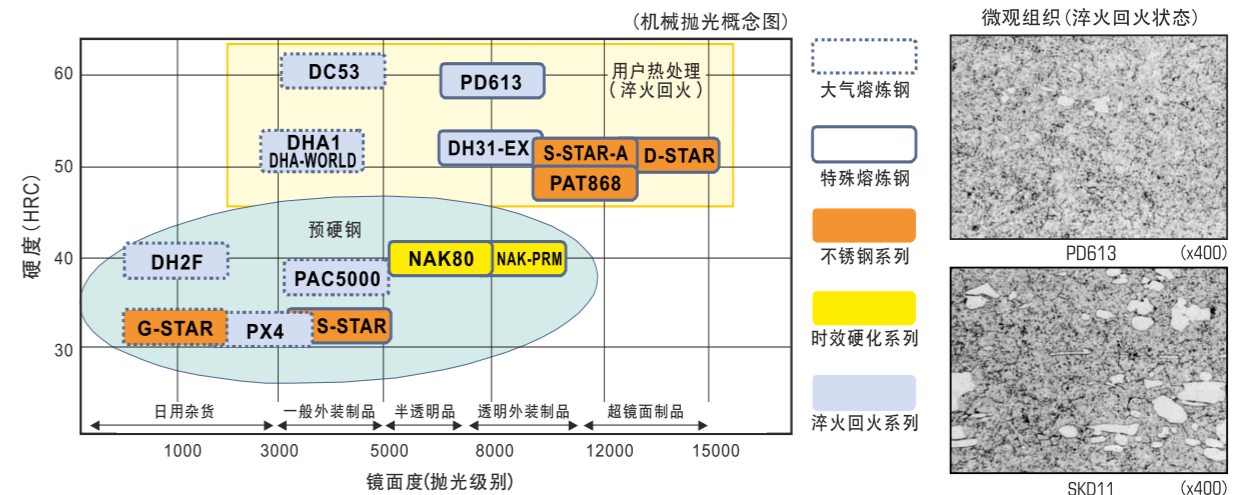 (机械抛光概念图)
硬度(HRC)
60
50
40
30
DC53
PD613
用户热处理
(淬火回火)
DHA1
DHA-WORLD
DH31-EX
S-STAR-A
D-STAR
PAT868
预硬钢
DH2F
PAC5000
NAK80
NAK-PRM
G-STAR
PX4
S-STAR
日用杂货
一般外装制品
半透明品
透明外装制品
超镜面制品
1000
3000
5000
8000
12000
15000
镜面度(抛光级别)
大气熔炼钢
特殊熔炼钢
不锈钢系列
时效硬化系列
淬火回火系列
微观组织(淬火回火状态)
PD613 (x400)
SKD11 (x400)